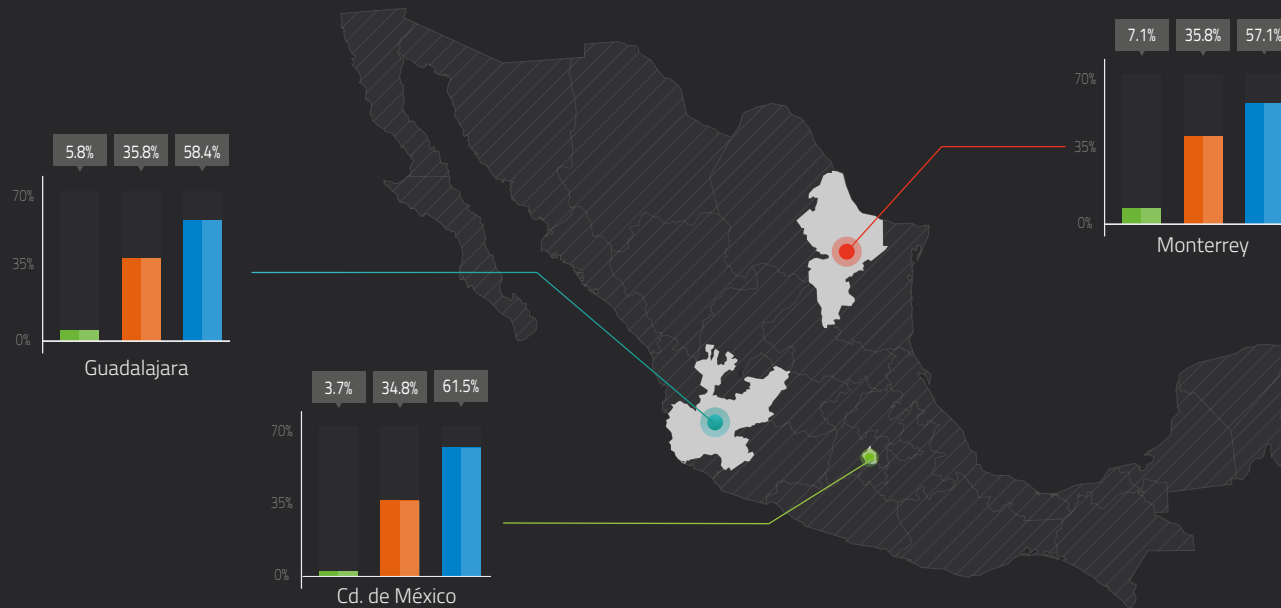 7.1% 35.8% 57.1%
70%
35%
0%
Monterrey
5.8% 35.8% 58.4%
70%
35%
0%
Guadalajara
3.7% 34.8% 61.5%
70%
35%
0%
Cd. de México